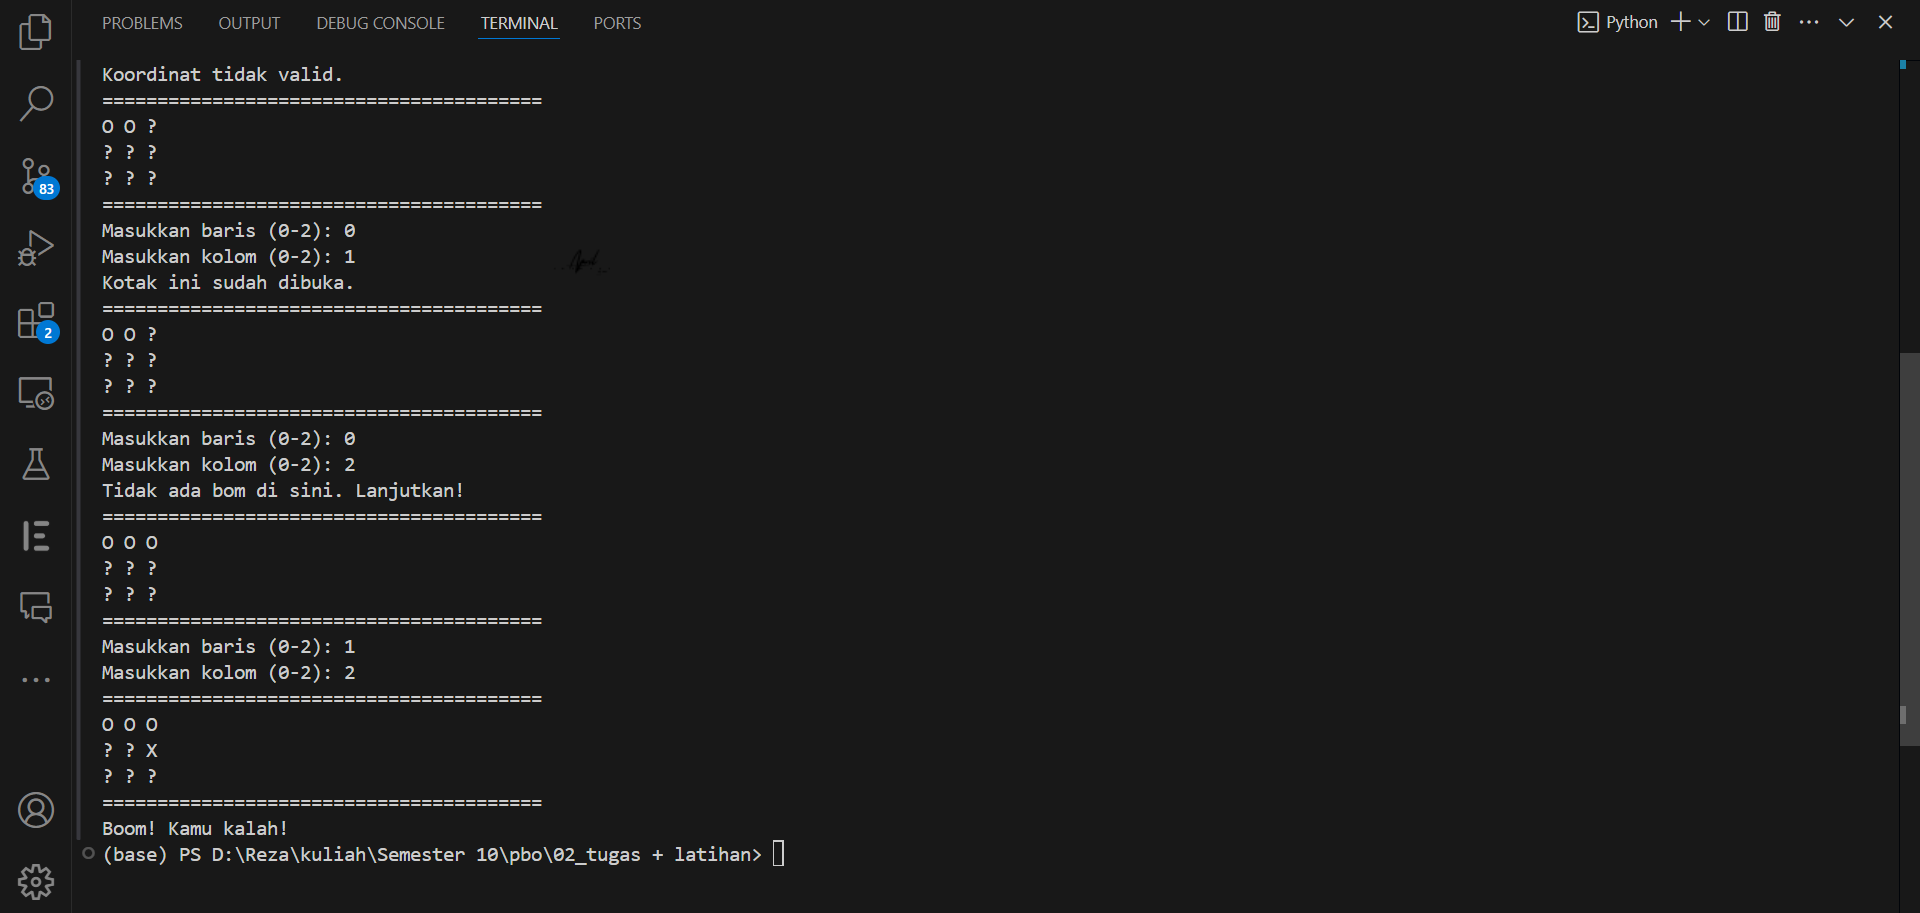 PROBLEMS OUTPUT DEBUG CONSOLE TERMINAL PORTS Python
Koordinat tidak valid.
========================================
O O ?
? ? ?
? ? ?
========================================
Masukkan baris (0-2): 0
Masukkan kolom (0-2): 1
Kotak ini sudah dibuka.
========================================
O O ?
? ? ?
? ? ?
========================================
Masukkan baris (0-2): 0
Masukkan kolom (0-2): 2
Tidak ada bom di sini. Lanjutkan!
========================================
O O O
? ? ?
? ? ?
========================================
Masukkan baris (0-2): 1
Masukkan kolom (0-2): 2
========================================
O O O
? ? X
? ? ?
========================================
Boom! Kamu kalah!
(base) PS D:\Reza\kuliah\Semester 10\pbo\02_tugas + latihan>
83
2